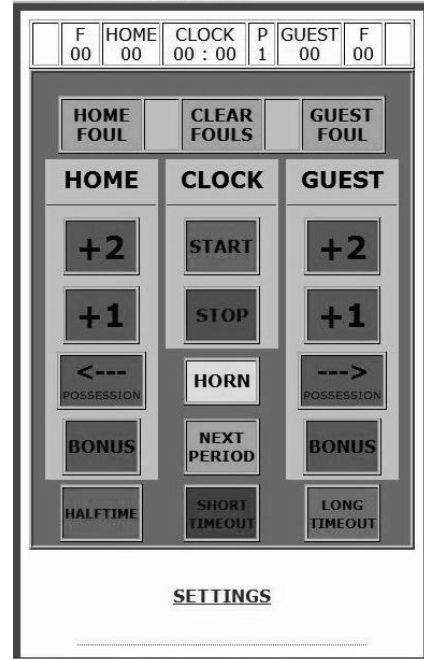 F HOME CLOCK P GUEST F
00 00 00 : 00 1 00 00
HOME FOUL CLEAR FOULS GUEST FOUL
HOME CLOCK GUEST
+2 START +2
+1 STOP +1
<--- POSSESSION HORN ---> POSSESSION
BONUS NEXT PERIOD BONUS
HALFTIME SHORT TIMEOUT LONG TIMEOUT
SETTINGS